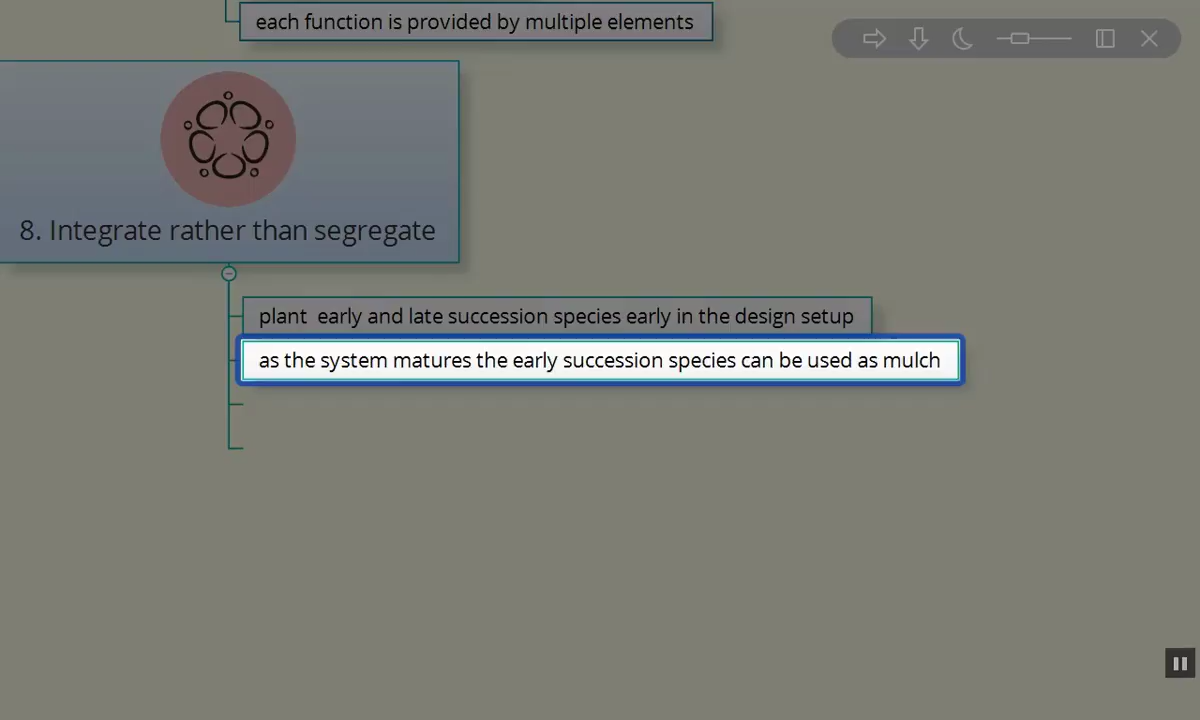 each function is provided by multiple elements
8. Integrate rather than segregate
plant early and late succession species early in the design setup
as the system matures the early succession species can be used as mulch